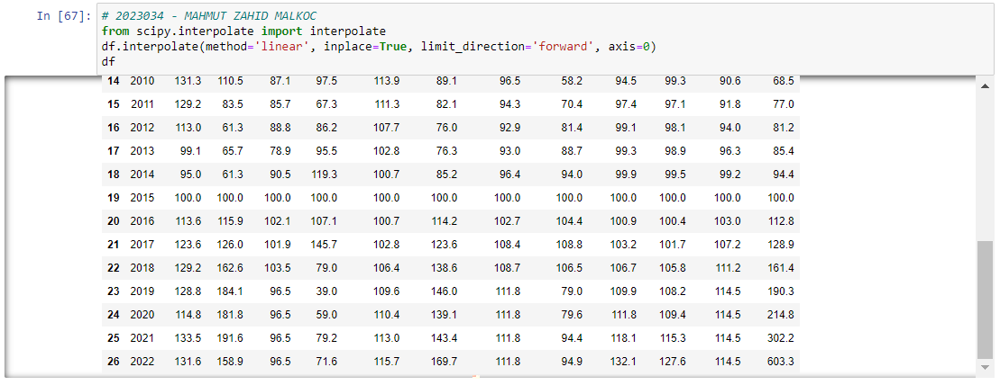 In [67]: # 2023034 - MAHMUT ZAHID MALKOC
from scipy.interpolate import interpolate
df.interpolate(method='linear', inplace=True, limit_direction='forward', axis=0)
df
14 2010 131.3 110.5 87.1 97.5 113.9 89.1 96.5 58.2 94.5 99.3 90.6 68.5
15 2011 129.2 83.5 85.7 67.3 111.3 82.1 94.3 70.4 97.4 97.1 91.8 77.0
16 2012 113.0 61.3 88.8 86.2 107.7 76.0 92.9 81.4 99.1 98.1 94.0 81.2
17 2013 99.1 65.7 78.9 95.5 102.8 76.3 93.0 88.7 99.3 98.9 96.3 85.4
18 2014 95.0 61.3 90.5 119.3 100.7 85.2 96.4 94.0 99.9 99.5 99.2 94.4
19 2015 100.0 100.0 100.0 100.0 100.0 100.0 100.0 100.0 100.0 100.0 100.0 100.0
20 2016 113.6 115.9 102.1 107.1 100.7 114.2 102.7 104.4 100.9 100.4 103.0 112.8
21 2017 123.6 126.0 101.9 145.7 102.8 123.6 108.4 108.8 103.2 101.7 107.2 128.9
22 2018 129.2 162.6 103.5 79.0 106.4 138.6 108.7 106.5 106.7 105.8 111.2 161.4
23 2019 128.8 184.1 96.5 39.0 109.6 146.0 111.8 79.0 109.9 108.2 114.5 190.3
24 2020 114.8 181.8 96.5 59.0 110.4 139.1 111.8 79.6 111.8 109.4 114.5 214.8
25 2021 133.5 191.6 96.5 79.2 113.0 143.4 111.8 94.4 118.1 115.3 114.5 302.2
26 2022 131.6 158.9 96.5 71.6 115.7 169.7 111.8 94.9 132.1 127.6 114.5 603.3